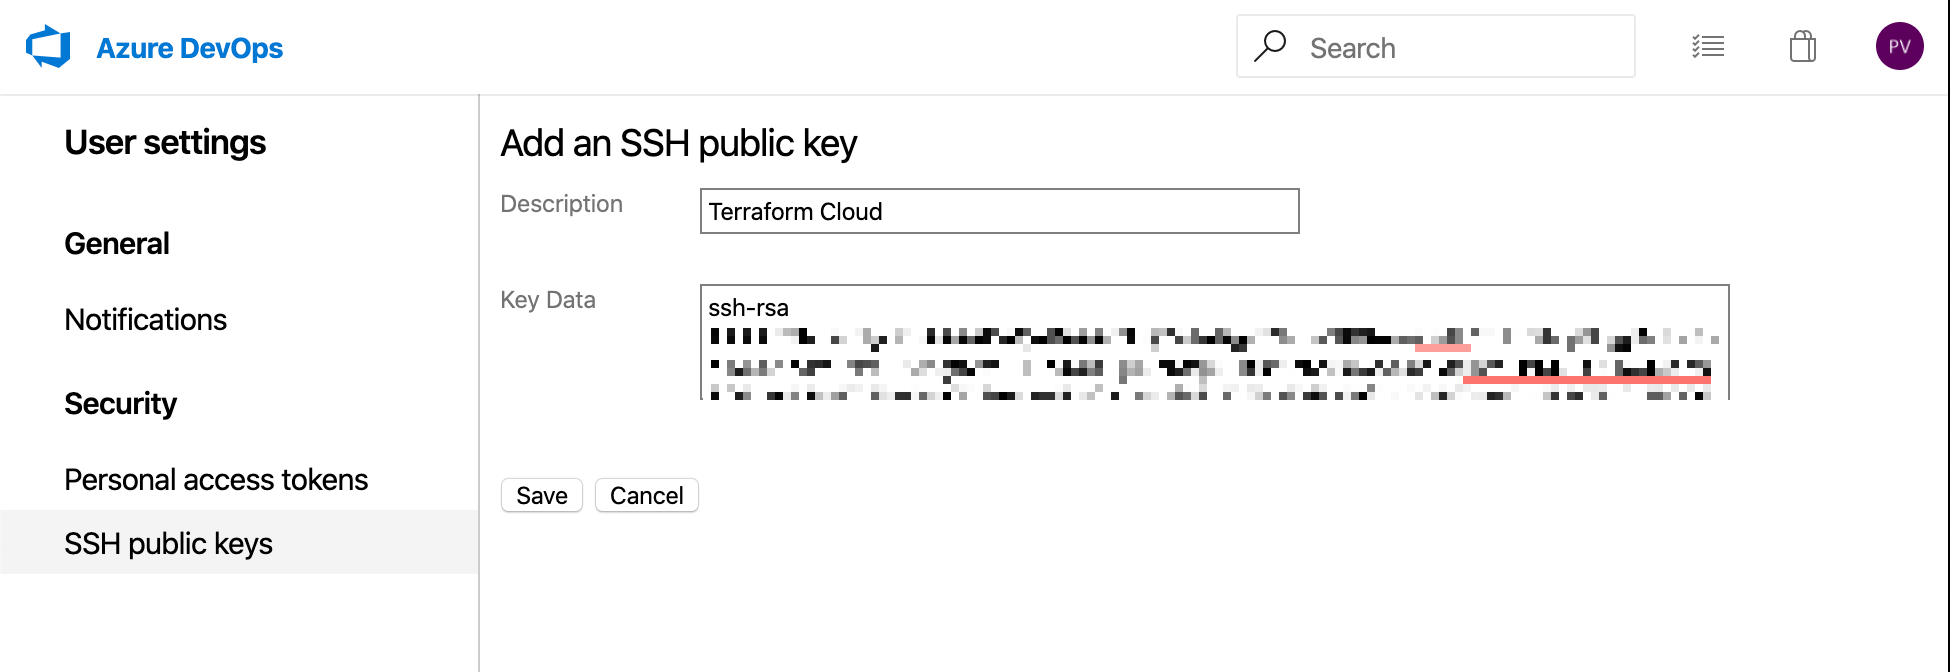 Azure DevOps
Search
PV
User settings
General
Notifications
Security
Personal access tokens
SSH public keys
Add an SSH public key
Description
Terraform Cloud
Key Data
ssh-rsa
Save
Cancel